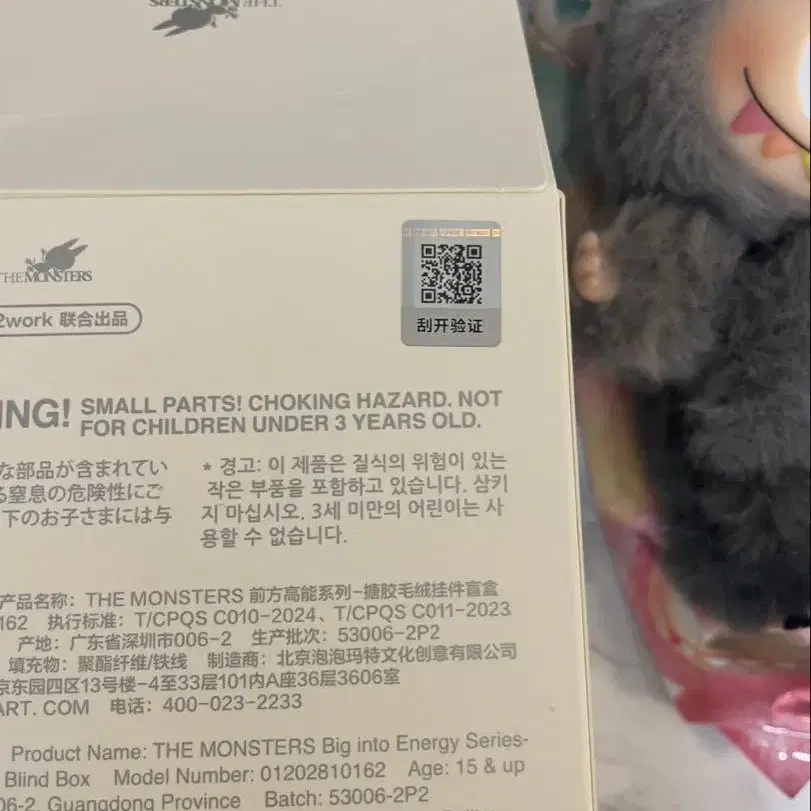 THE MONSTERS
THE MONSTERS
2work 联合出品
刮开验证
ING! SMALL PARTS! CHOKING HAZARD. NOT
FOR CHILDREN UNDER 3 YEARS OLD.
な部品が含まれてい
る窒息の危険性にご
下のお子さまには与
* 경고: 이 제품은 질식의 위험이 있는
작은 부품을 포함하고 있습니다. 삼키
지 마십시오. 3세 미만의 어린이는 사
용할 수 없습니다.
产品名称: THE MONSTERS 前方高能系列-搪胶毛绒挂件盲盒
162 执行标准: T/CPQS C010-2024、T/CPQS C011-2023
产地: 广东省深圳市006-2 生产批次: 53006-2P2
填充物: 聚酯纤维/铁线 制造商: 北京泡泡玛特文化创意有限公司
京东园四区13号楼-4至33层101内A座36层3606室
ART. COM 电话: 400-023-2233
Product Name: THE MONSTERS Big into Energy Series-
Blind Box Model Number: 01202810162 Age: 15 & up
06-2, Guangdong Province Batch: 53006-2P2